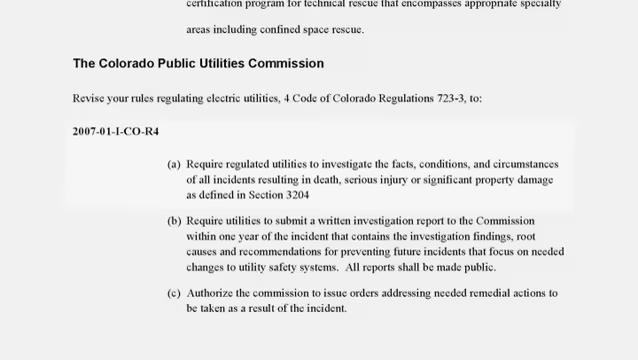 certification program for technical rescue that encompasses appropriate specialty
areas including confined space rescue.
The Colorado Public Utilities Commission
Revise your rules regulating electric utilities, 4 Code of Colorado Regulations 723-3, to:
2007-01-I-CO-R4
(a) Require regulated utilities to investigate the facts, conditions, and circumstances
of all incidents resulting in death, serious injury or significant property damage
as defined in Section 3204
(b) Require utilities to submit a written investigation report to the Commission
within one year of the incident that contains the investigation findings, root
causes and recommendations for preventing future incidents that focus on needed
changes to utility safety systems. All reports shall be made public.
(c) Authorize the commission to issue orders addressing needed remedial actions to
be taken as a result of the incident.